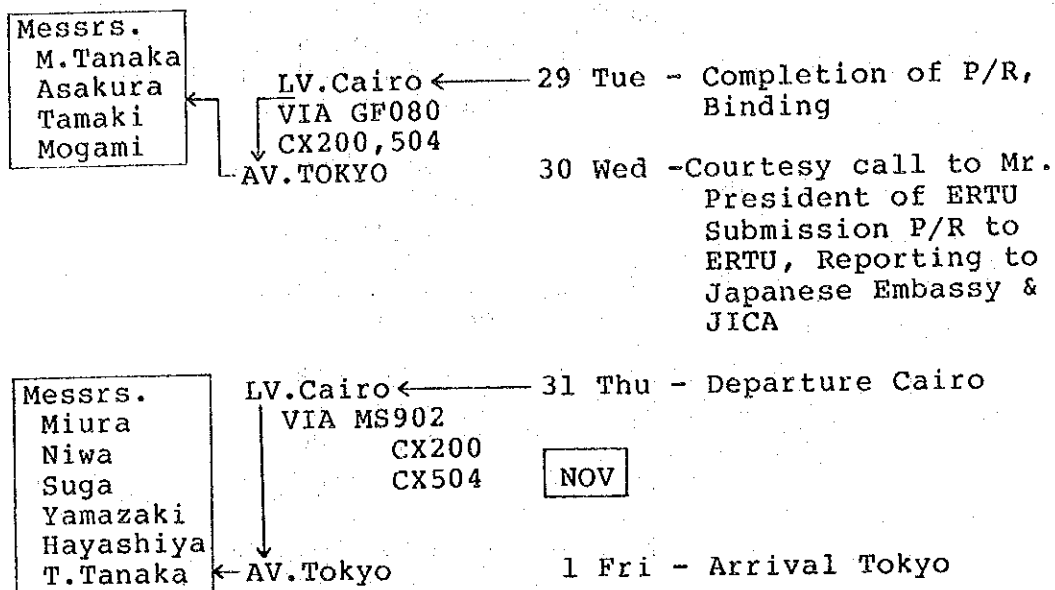 Messrs.
M.Tanaka
Asakura
Tamaki
Mogami
LV.Cairo
VIA GF080
CX200,504
AV.TOKYO
29 Tue - Completion of P/R,
Binding
30 Wed -Courtesy call to Mr.
President of ERTU
Submission P/R to
ERTU, Reporting to
Japanese Embassy &
JICA
Messrs.
Miura
Niwa
Suga
Yamazaki
Hayashiya
T.Tanaka
LV.Cairo
VIA MS902
CX200
CX504
AV.Tokyo
31 Thu - Departure Cairo
NOV
1 Fri - Arrival Tokyo